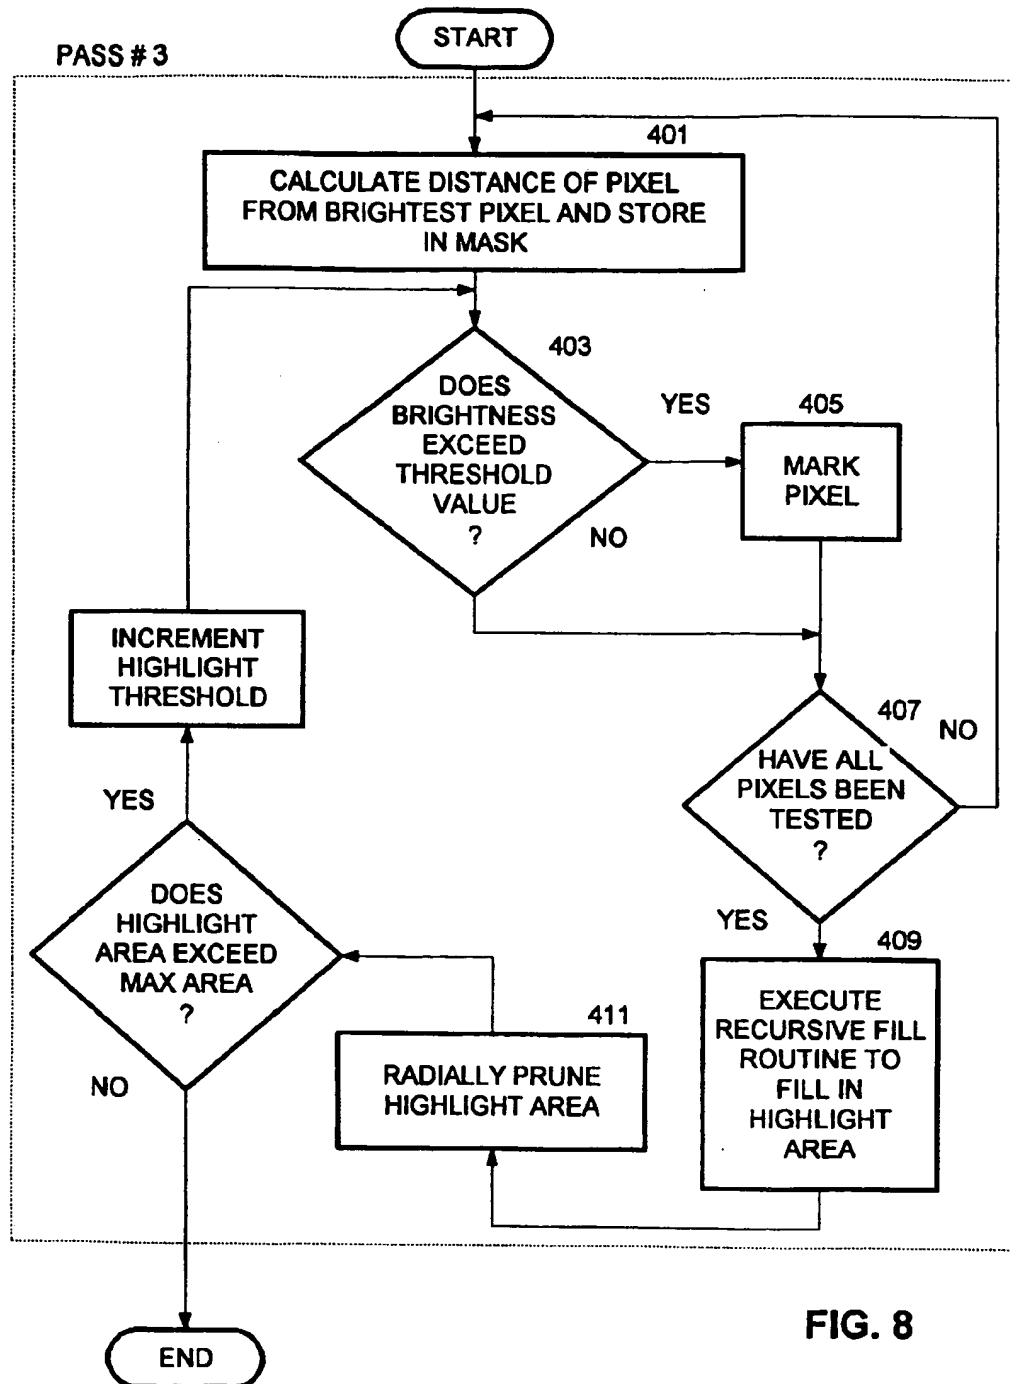 START
PASS # 3
401
CALCULATE DISTANCE OF PIXEL
FROM BRIGHTEST PIXEL AND STORE
IN MASK
403
DOES
BRIGHTNESS
EXCEED
THRESHOLD
VALUE
?
YES
405
MARK
PIXEL
NO
INCREMENT
HIGHLIGHT
THRESHOLD
407
NO
HAVE ALL
PIXELS BEEN
TESTED
?
YES
YES
DOES
HIGHLIGHT
AREA EXCEED
MAX AREA
?
NO
409
EXECUTE
RECURSIVE FILL
ROUTINE TO
FILL IN
HIGHLIGHT
AREA
411
RADIALLY PRUNE
HIGHLIGHT AREA
END
FIG. 8